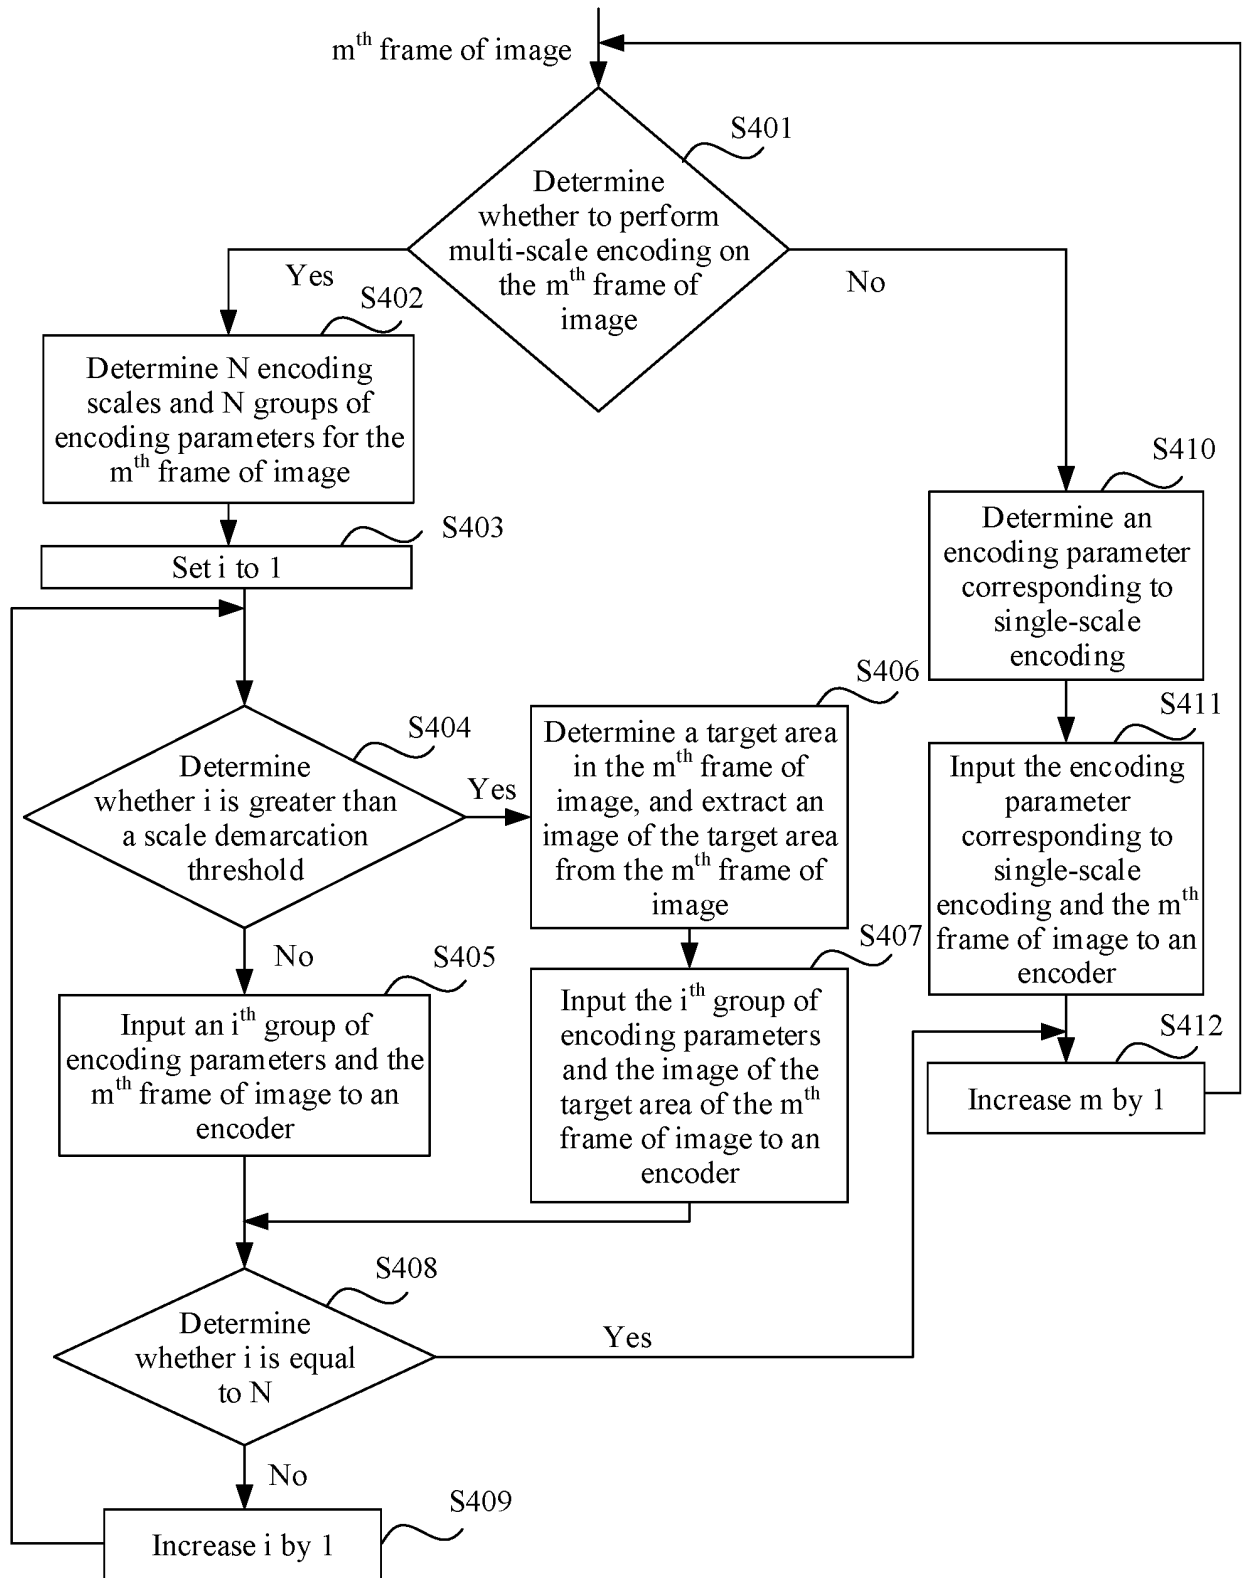 mth frame of image
S401
Determine
whether to perform
multi-scale encoding on
the mth frame of
image
Yes
No
S402
Determine N encoding
scales and N groups of
encoding parameters for the
mth frame of image
S403
Set i to 1
S404
Determine
whether i is greater than
a scale demarcation
threshold
Yes
No
S405
Input an ith group of
encoding parameters and the
mth frame of image to an
encoder
S406
Determine a target area
in the mth frame of
image, and extract an
image of the target area
from the mth frame of
image
S407
Input the ith group of
encoding parameters
and the image of the
target area of the mth
frame of image to an
encoder
S408
Determine
whether i is equal
to N
Yes
No
S409
Increase i by 1
S410
Determine an
encoding parameter
corresponding to
single-scale
encoding
S411
Input the encoding
parameter
corresponding to
single-scale
encoding and the mth
frame of image to an
encoder
S412
Increase m by 1